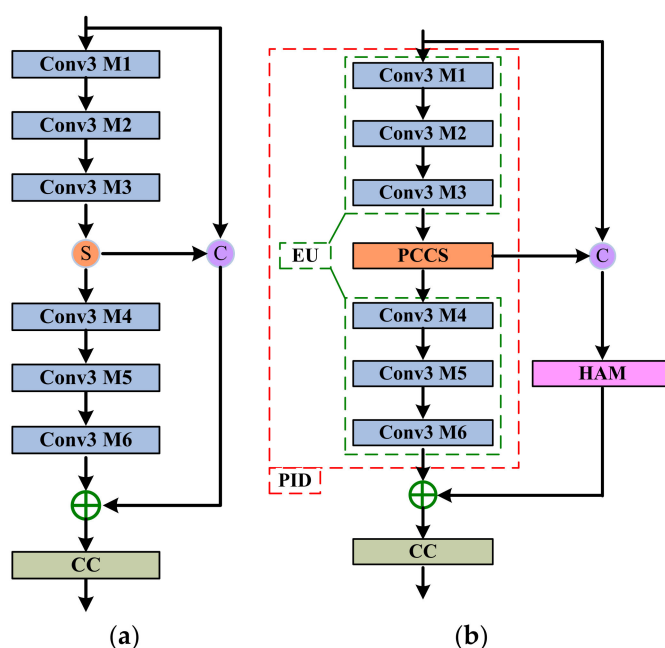 Conv3 M1
Conv3 M2
Conv3 M3
S
C
Conv3 M4
Conv3 M5
Conv3 M6
CC
(a)
Conv3 M1
Conv3 M2
Conv3 M3
EU
PCCS
C
Conv3 M4
Conv3 M5
HAM
Conv3 M6
PID
CC
(b)